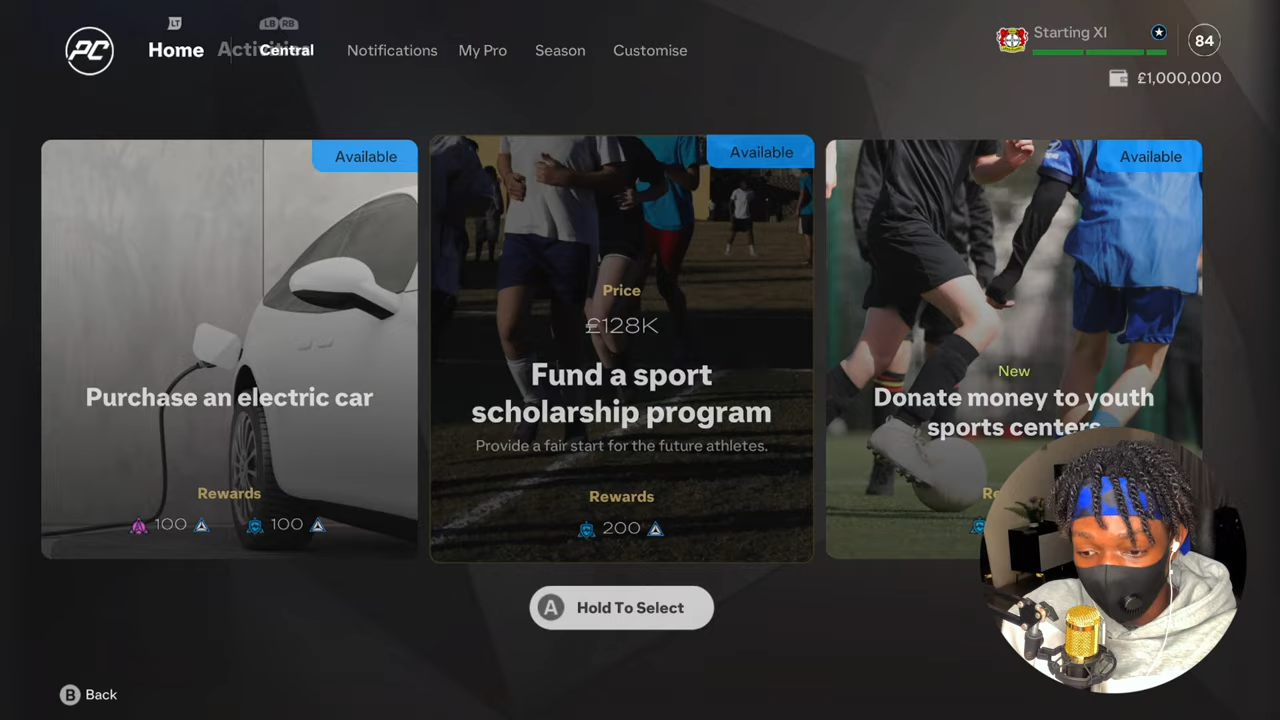 PC
LT
LB RB
Home
Activities
Central
Notifications
My Pro
Season
Customise
Starting XI
84
£1,000,000
Available
Purchase an electric car
Rewards
100
100
Available
Price
£128K
Fund a sport
scholarship program
Provide a fair start for the future athletes.
Rewards
200
Available
New
Donate money to youth
sports centers
A Hold To Select
B Back